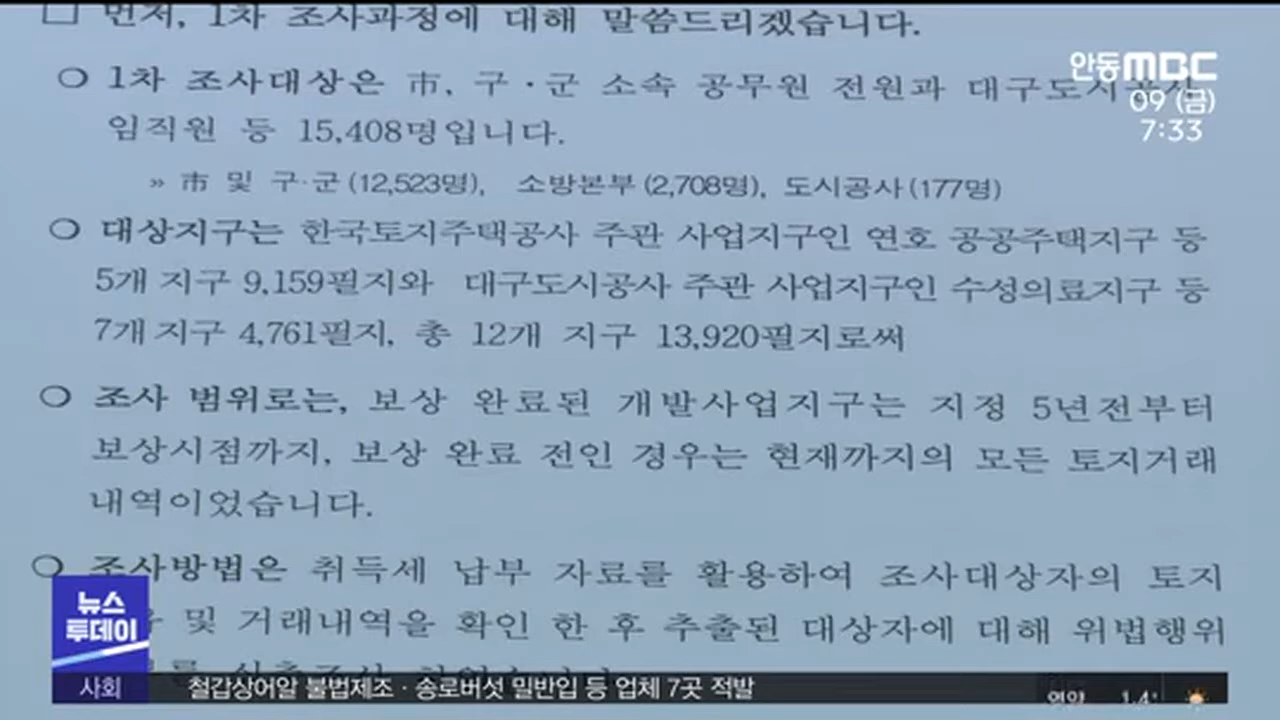 □ 먼저, 1차 조사과정에 대해 말씀드리겠습니다.
안동MBC
09 (금)
7:33
❍ 1차 조사대상은 市, 구·군 소속 공무원 전원과 대구도시공사
임직원 등 15,408명입니다.
» 市 및 구·군(12,523명), 소방본부(2,708명), 도시공사(177명)
❍ 대상지구는 한국토지주택공사 주관 사업지구인 연호 공공주택지구 등
5개 지구 9,159필지와 대구도시공사 주관 사업지구인 수성의료지구 등
7개 지구 4,761필지, 총 12개 지구 13,920필지로써
❍ 조사 범위로는, 보상 완료된 개발사업지구는 지정 5년전부터
보상시점까지, 보상 완료 전인 경우는 현재까지의 모든 토지거래
내역이었습니다.
❍ 조사방법은 취득세 납부 자료를 활용하여 조사대상자의 토지
및 거래내역을 확인 한 후 추출된 대상자에 대해 위법행위
뉴스
투데이
사회
철갑상어알 불법제조·송로버섯 밀반입 등 업체 7곳 적발